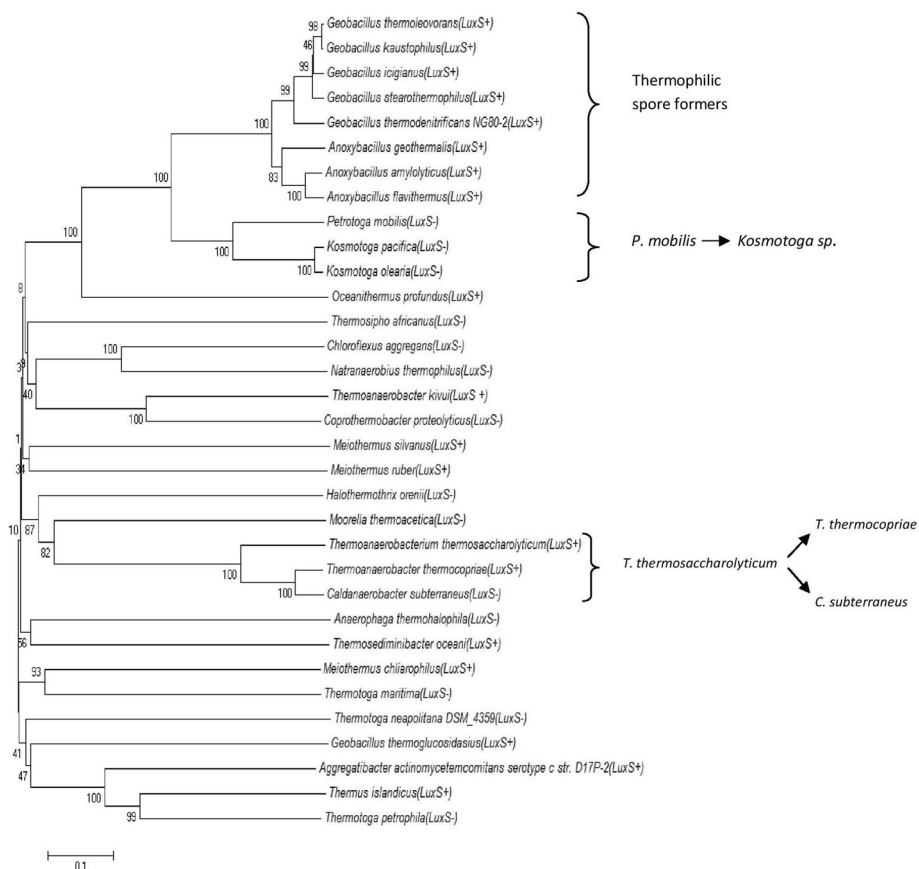 98
Geobacillus thermoleovorans(LuxS+)
46
Geobacillus kaustophilus(LuxS+)
99
Geobacillus icigianus(LuxS+)
99
Geobacillus stearothermophilus(LuxS+)
100
Geobacillus thermodenitrificans NG80-2(LuxS+)
Anoxybacillus geothermalis(LuxS+)
83
Anoxybacillus amylolyticus(LuxS+)
100
Anoxybacillus flavithermus(LuxS+)
Thermophilic
spore formers
100
Petrotoga mobilis(LuxS-)
100
Kosmotoga pacifica(LuxS-)
100
Kosmotoga olearia(LuxS-)
P. mobilis → Kosmotoga sp.
100
8
Oceanithermus profundus(LuxS+)
Thermosipho africanus(LuxS-)
100
Chloroflexus aggregans(LuxS-)
39
Natranaerobius thermophilus(LuxS-)
40
Thermoanaerobacter kivui(LuxS +)
100
Coprothermobacter proteolyticus(LuxS-)
1
Meiothermus silvanus(LuxS+)
34
Meiothermus ruber(LuxS+)
Halothermothrix orenii(LuxS-)
10
87
Moorella thermoacetica(LuxS-)
82
Thermoanaerobacterium thermosaccharolyticum(LuxS+)
100
Thermoanaerobacter thermocopriae(LuxS+)
100
Caldanaerobacter subterraneus(LuxS-)
T. thermocopriae
T. thermosaccharolyticum
C. subterraneus
Anaerophaga thermohalophila(LuxS-)
56
Thermosediminibacter oceani(LuxS+)
93
Meiothermus chliarophilus(LuxS+)
Thermotoga maritima(LuxS-)
Thermotoga neapolitana DSM_4359(LuxS-)
41
Geobacillus thermoglucosidasius(LuxS+)
47
Aggregatibacter actinomycetemcomitans serotype c str. D17P-2(LuxS+)
100
Thermus islandicus(LuxS+)
99
Thermotoga petrophila(LuxS-)
0.1